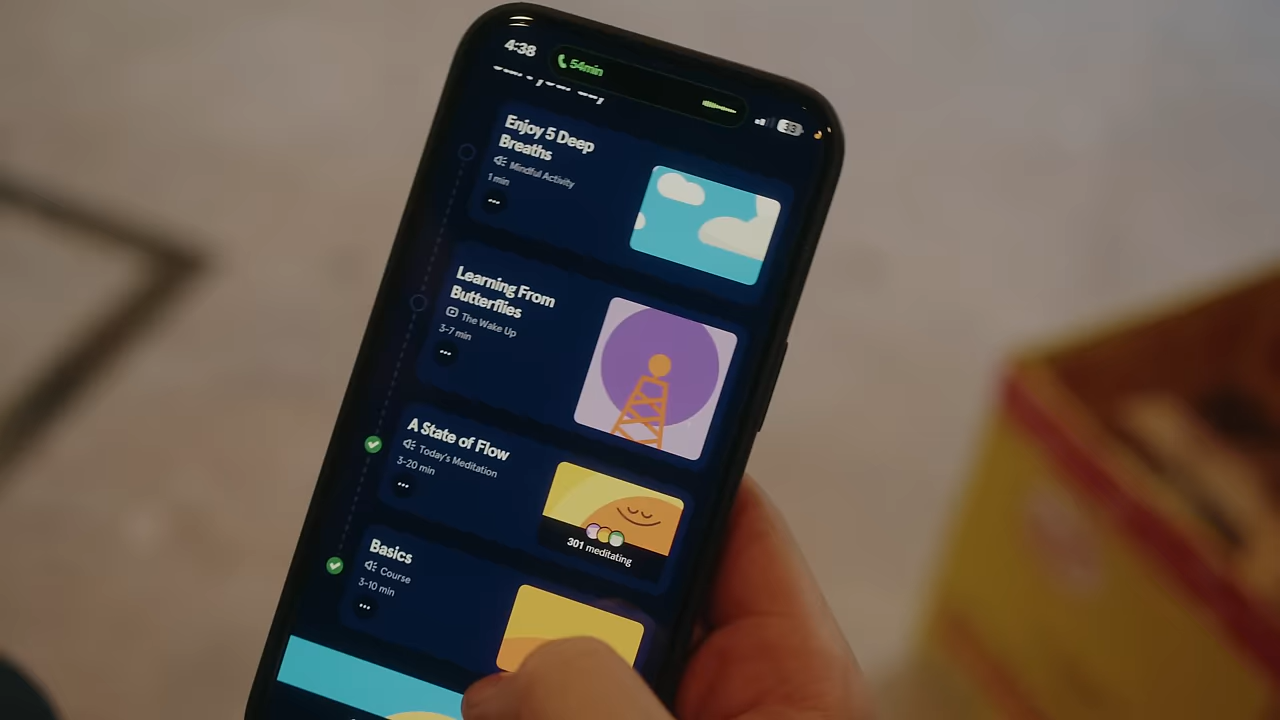 4:38
54min
33
Enjoy 5 Deep
Breaths
Mindful Activity
1 min
Learning From
Butterflies
The Wake Up
3-7 min
A State of Flow
Today's Meditation
3-20 min
301 meditating
Basics
Course
3-10 min